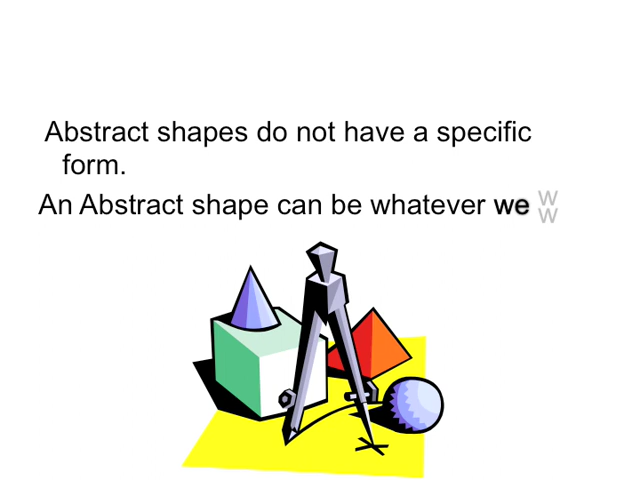 Abstract shapes do not have a specific
form.
An Abstract shape can be whatever we